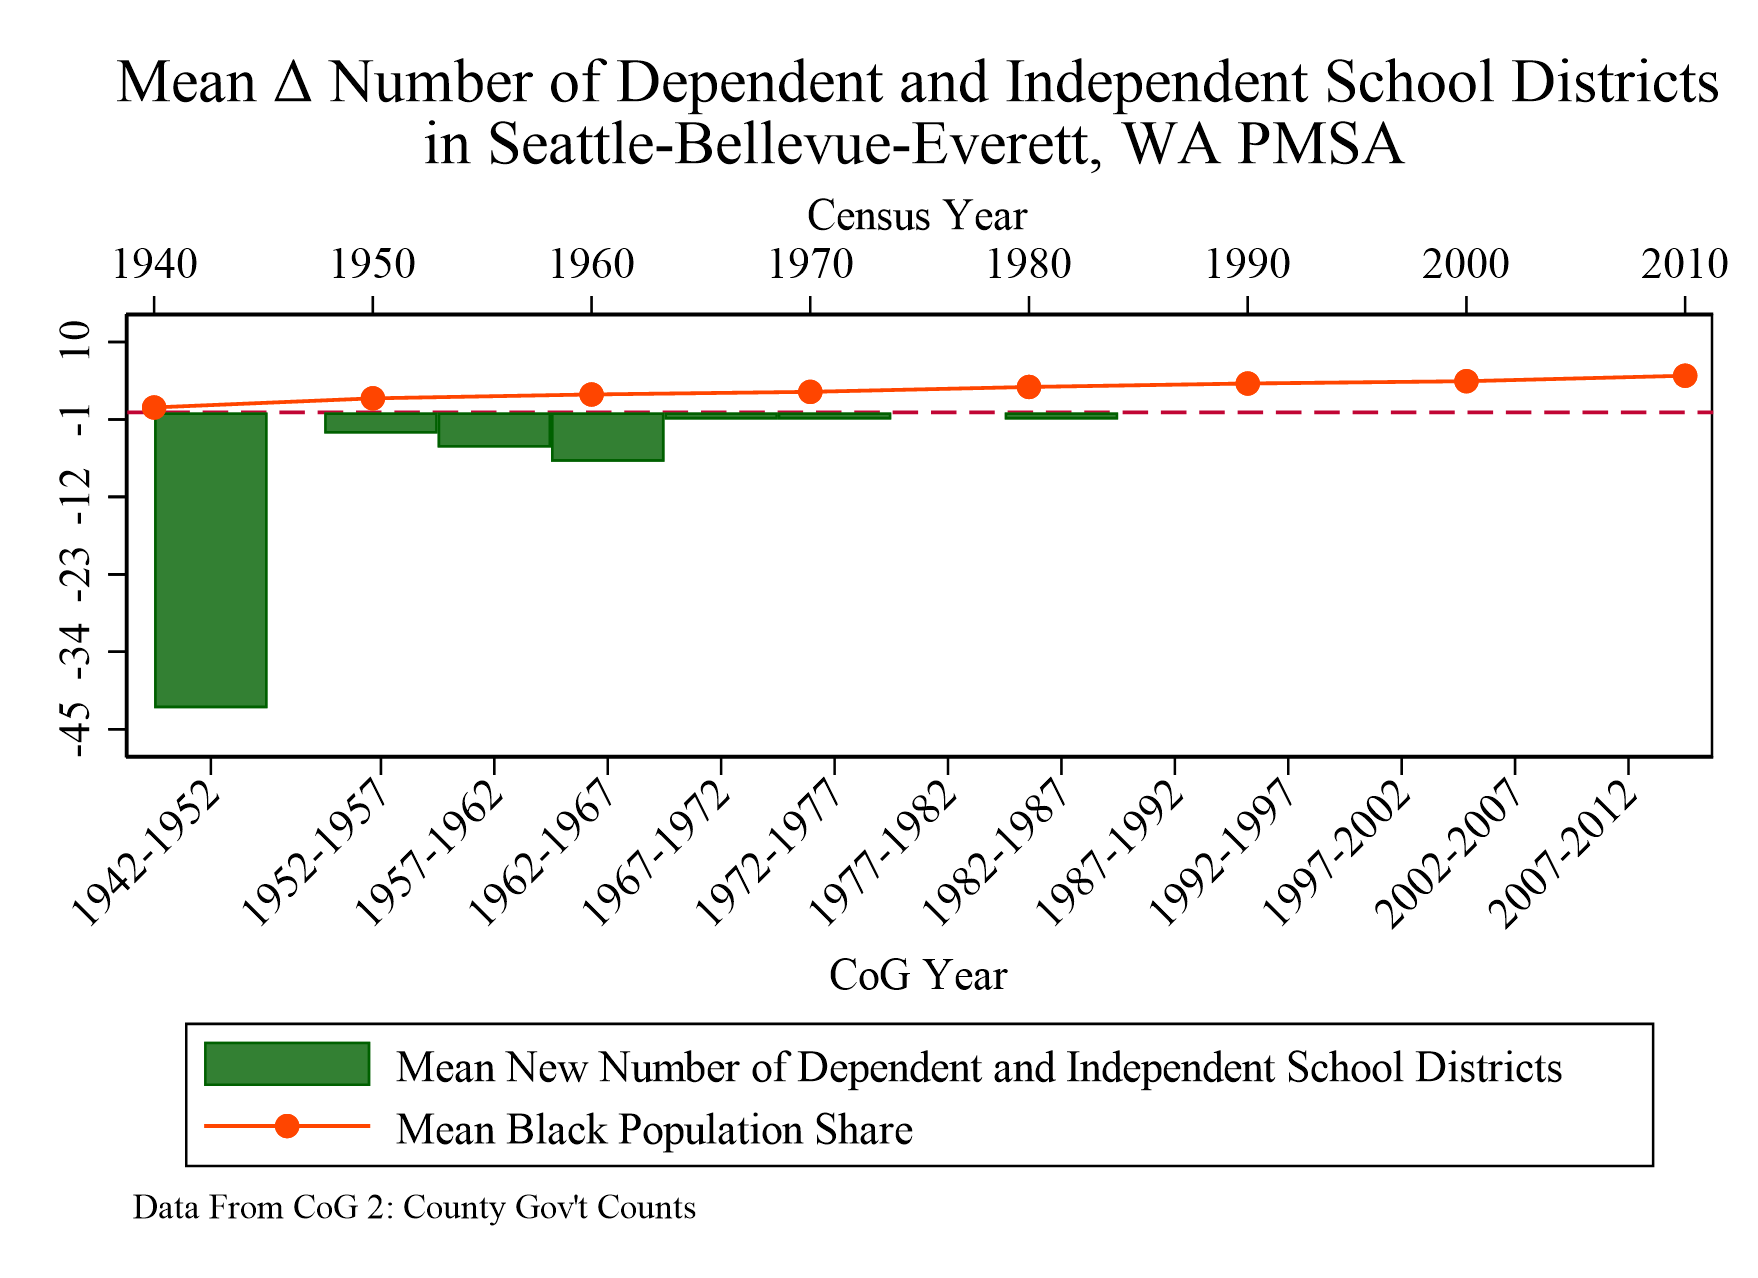 Mean Δ Number of Dependent and Independent School Districts
in Seattle-Bellevue-Everett, WA PMSA
Census Year
1940 1950 1960 1970 1980 1990 2000 2010
10
-1
-12
-23
-34
-45
1942-1952 1952-1957 1957-1962 1962-1967 1967-1972 1972-1977 1977-1982 1982-1987 1987-1992 1992-1997 1997-2002 2002-2007 2007-2012
CoG Year
Mean New Number of Dependent and Independent School Districts
Mean Black Population Share
Data From CoG 2: County Gov't Counts